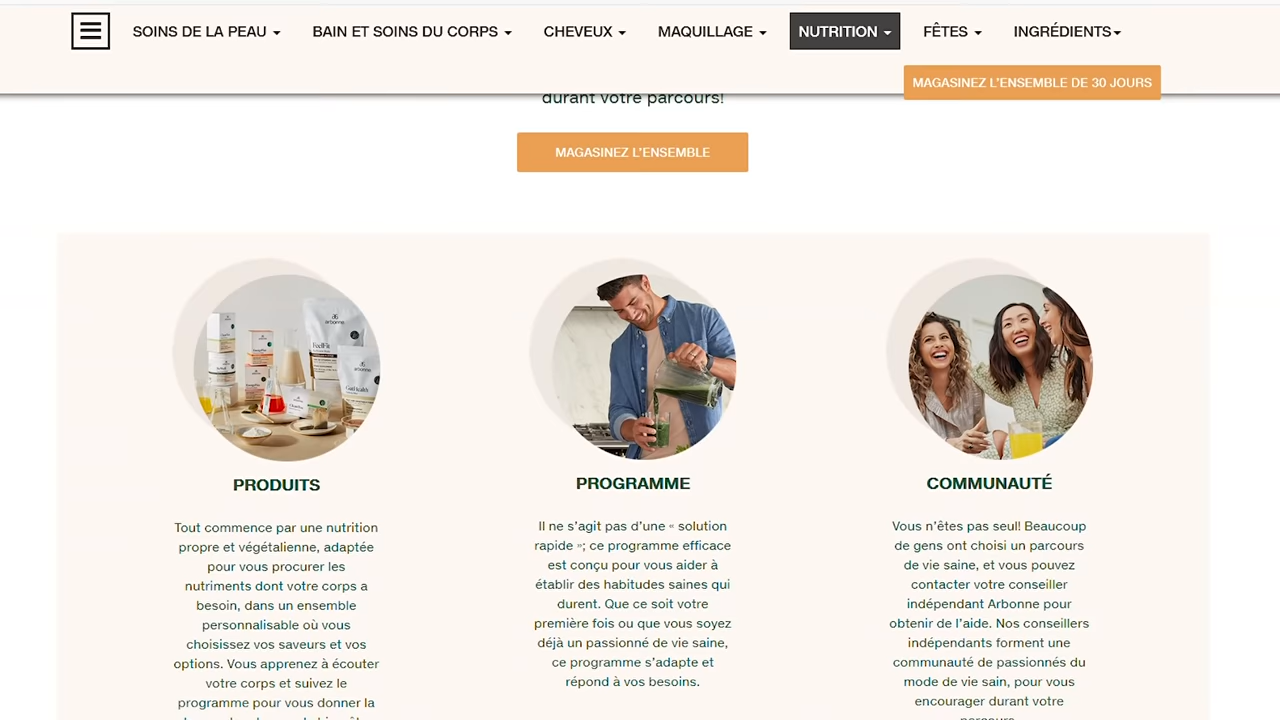 SOINS DE LA PEAU BAIN ET SOINS DU CORPS CHEVEUX MAQUILLAGE NUTRITION FÊTES INGRÉDIENTS
MAGASINEZ L'ENSEMBLE DE 30 JOURS
durant votre parcours!
MAGASINEZ L'ENSEMBLE
arbonne
FeelFit
arbonne
GutHealth
PRODUITS
Tout commence par une nutrition
propre et végétalienne, adaptée
pour vous procurer les
nutriments dont votre corps a
besoin, dans un ensemble
personnalisable où vous
choisissez vos saveurs et vos
options. Vous apprenez à écouter
votre corps et suivez le
programme pour vous donner la
PROGRAMME
Il ne s'agit pas d'une « solution
rapide »; ce programme efficace
est conçu pour vous aider à
établir des habitudes saines qui
durent. Que ce soit votre
première fois ou que vous soyez
déjà un passionné de vie saine,
ce programme s'adapte et
répond à vos besoins.
COMMUNAUTÉ
Vous n'êtes pas seul! Beaucoup
de gens ont choisi un parcours
de vie saine, et vous pouvez
contacter votre conseiller
indépendant Arbonne pour
obtenir de l'aide. Nos conseillers
indépendants forment une
communauté de passionnés du
mode de vie sain, pour vous
encourager durant votre
parcours.